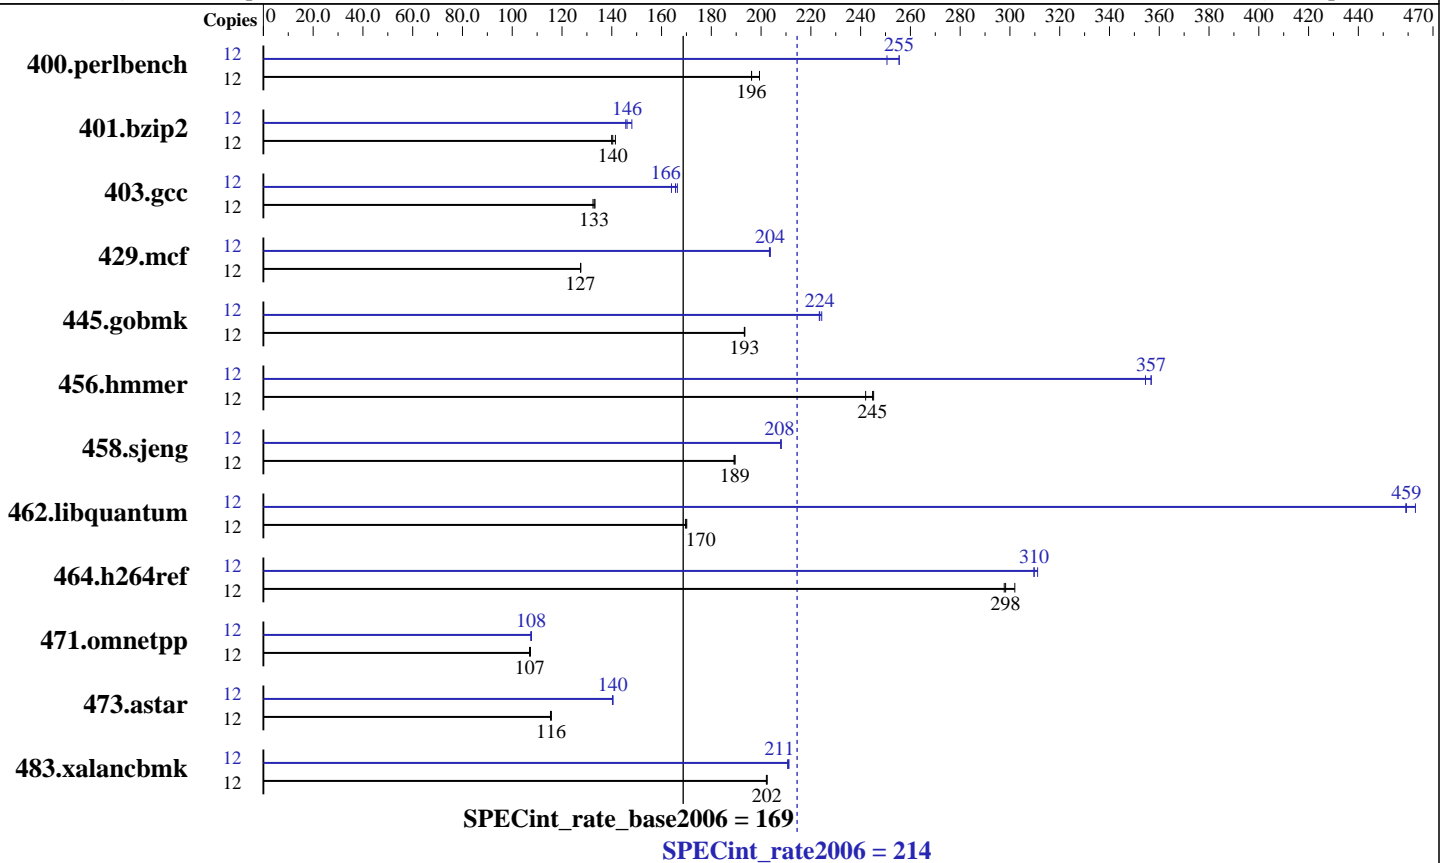 Copies 0 20.0 40.0 60.0 80.0 100 120 140 160 180 200 220 240 260 280 300 320 340 360 380 400 420 440 470
400.perlbench 12 255
12 196
401.bzip2 12 146
12 140
403.gcc 12 166
12 133
429.mcf 12 204
12 127
445.gobmk 12 224
12 193
456.hmmer 12 357
12 245
458.sjeng 12 208
12 189
462.libquantum 12 459
12 170
464.h264ref 12 310
12 298
471.omnetpp 12 108
12 107
473.astar 12 140
12 116
483.xalancbmk 12 211
12 202
SPECint_rate_base2006 = 169
SPECint_rate2006 = 214